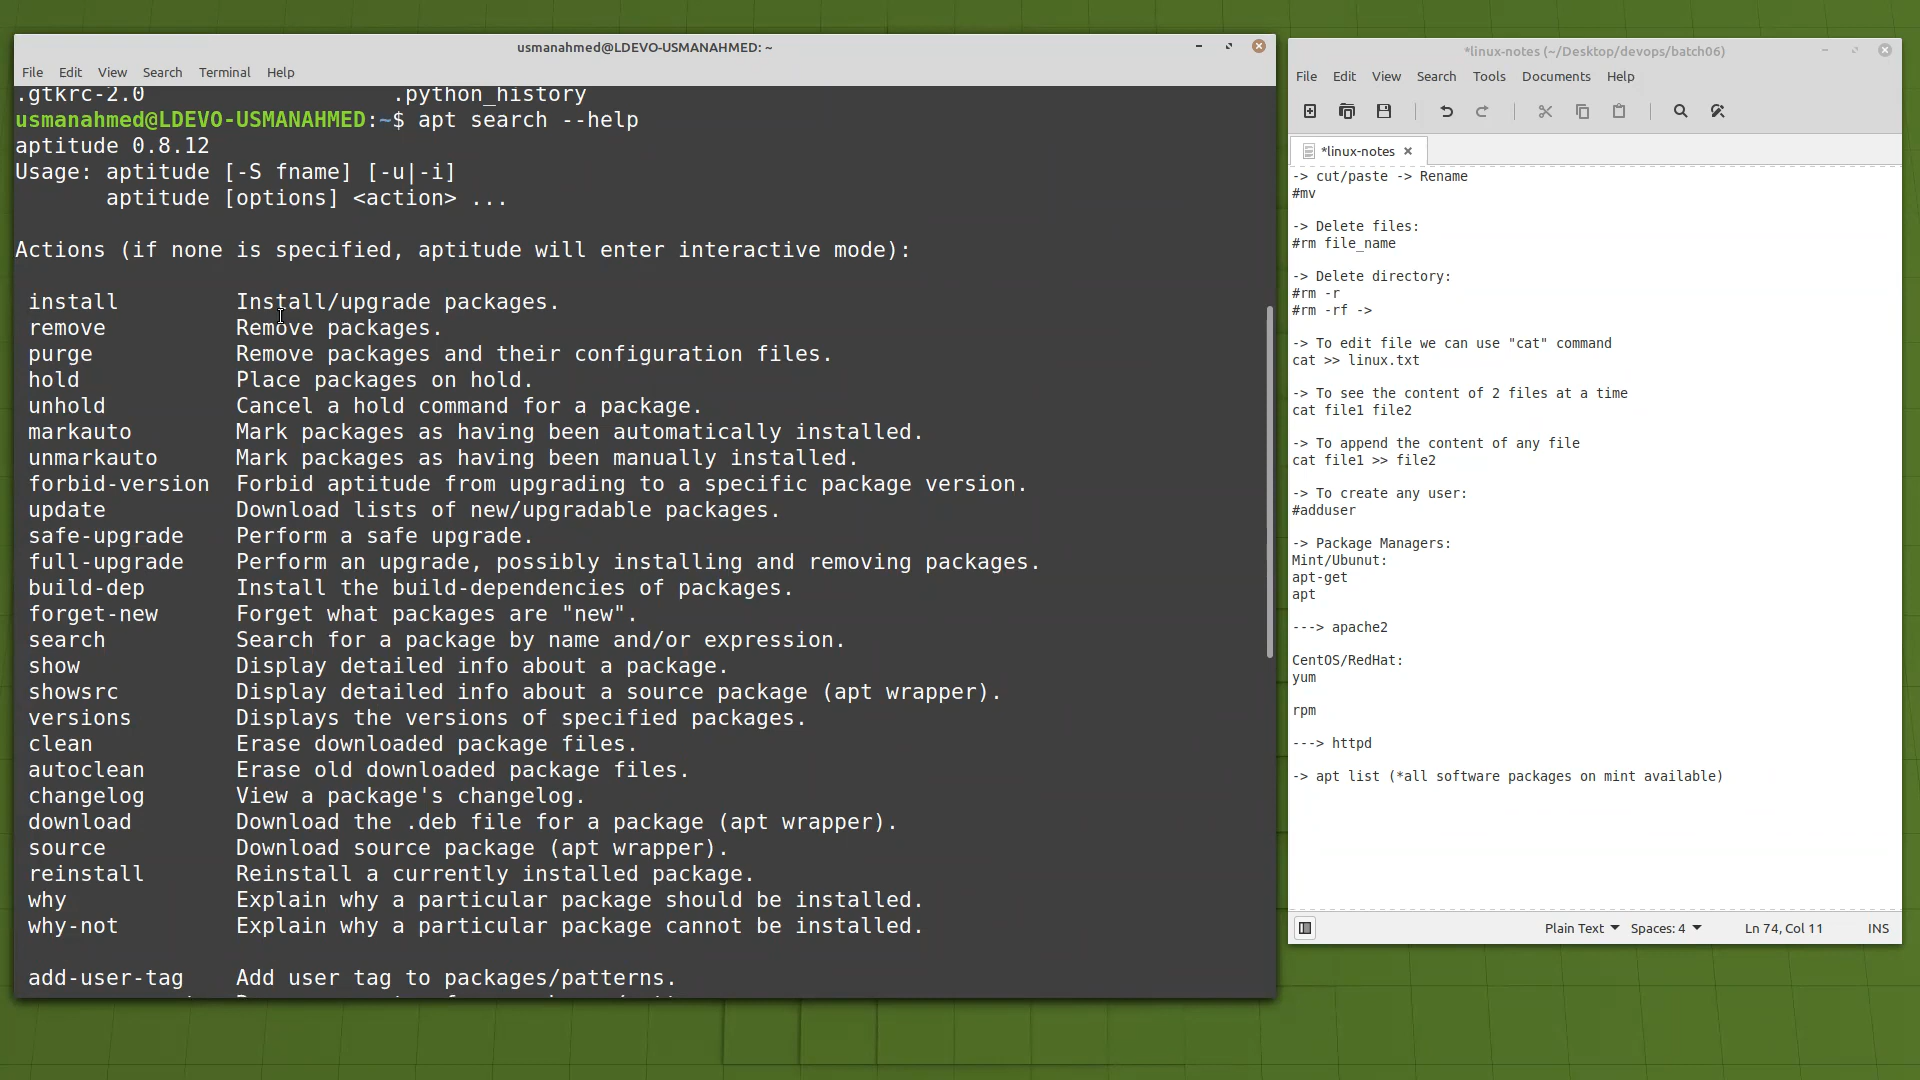 usmanahmed@LDEVO-USMANAHMED: ~
File Edit View Search Terminal Help
.gtkrc-2.0 .python_history
usmanahmed@LDEVO-USMANAHMED:~$ apt search --help
aptitude 0.8.12
Usage: aptitude [-S fname] [-u|-i]
aptitude [options] <action> ...
Actions (if none is specified, aptitude will enter interactive mode):
install Install/upgrade packages.
remove Remove packages.
purge Remove packages and their configuration files.
hold Place packages on hold.
unhold Cancel a hold command for a package.
markauto Mark packages as having been automatically installed.
unmarkauto Mark packages as having been manually installed.
forbid-version Forbid aptitude from upgrading to a specific package version.
update Download lists of new/upgradable packages.
safe-upgrade Perform a safe upgrade.
full-upgrade Perform an upgrade, possibly installing and removing packages.
build-dep Install the build-dependencies of packages.
forget-new Forget what packages are "new".
search Search for a package by name and/or expression.
show Display detailed info about a package.
showsrc Display detailed info about a source package (apt wrapper).
versions Displays the versions of specified packages.
clean Erase downloaded package files.
autoclean Erase old downloaded package files.
changelog View a package's changelog.
download Download the .deb file for a package (apt wrapper).
source Download source package (apt wrapper).
reinstall Reinstall a currently installed package.
why Explain why a particular package should be installed.
why-not Explain why a particular package cannot be installed.
add-user-tag Add user tag to packages/patterns.
*linux-notes (~/Desktop/devops/batch06)
File Edit View Search Tools Documents Help
*linux-notes
-> cut/paste -> Rename
#mv
-> Delete files:
#rm file_name
-> Delete directory:
#rm -r
#rm -rf ->
-> To edit file we can use "cat" command
cat >> linux.txt
-> To see the content of 2 files at a time
cat file1 file2
-> To append the content of any file
cat file1 >> file2
-> To create any user:
#adduser
-> Package Managers:
Mint/Ubunut:
apt-get
apt
---> apache2
CentOS/RedHat:
yum
rpm
---> httpd
-> apt list (*all software packages on mint available)
Plain Text Spaces: 4 Ln 74, Col 11 INS